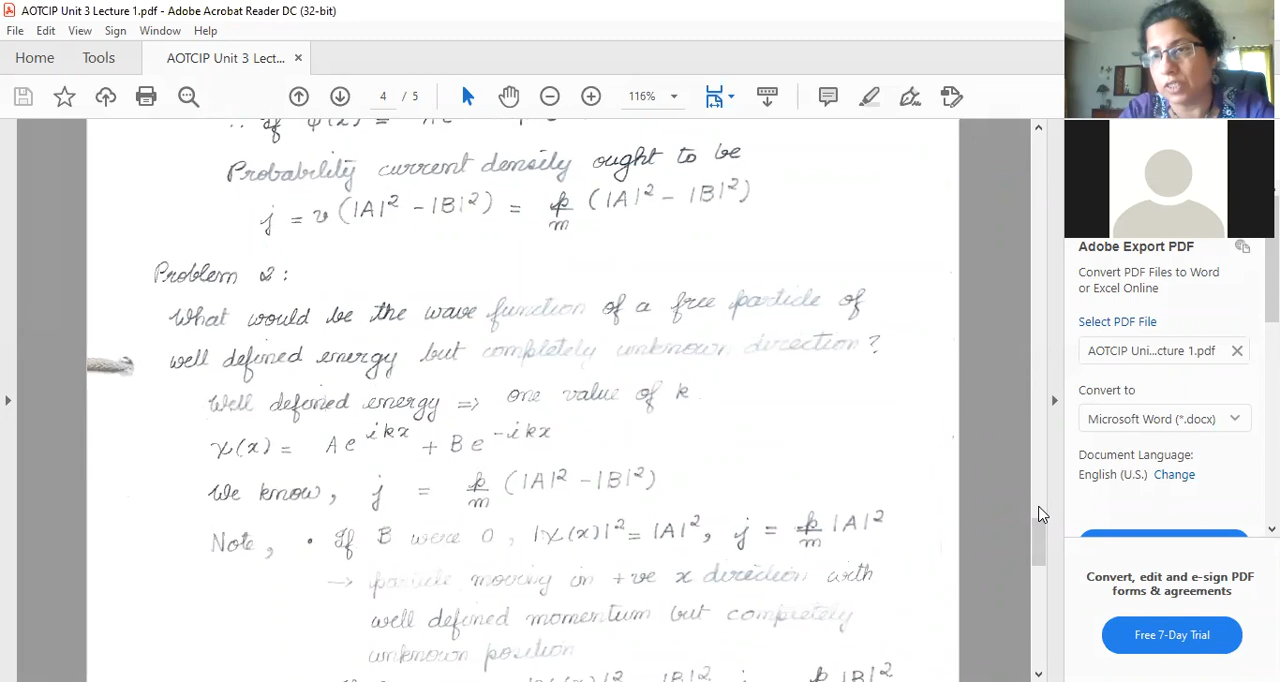 AOTCIP Unit 3 Lecture 1.pdf - Adobe Acrobat Reader DC (32-bit)
File Edit View Sign Window Help
Home Tools AOTCIP Unit 3 Lect... ×
4 / 5 116%
∴ If ψ(x) =
Probability current density ought to be
j = v (|A|² - |B|²) = p/m (|A|² - |B|²)
Problem 2:
What would be the wave function of a free particle of
well defined energy but completely unknown direction?
Well defined energy => one value of k
ψ(x) = A e^{ikx} + B e^{-ikx}
We know, j = p/m (|A|² - |B|²)
Note, • If B were 0, |ψ(x)|² = |A|², j = p/m |A|²
→ particle moving in +ve x direction with
well defined momentum but completely
unknown position
Adobe Export PDF
Convert PDF Files to Word
or Excel Online
Select PDF File
AOTCIP Uni...cture 1.pdf ×
Convert to
Microsoft Word (*.docx)
Document Language:
English (U.S.) Change
Convert, edit and e-sign PDF
forms & agreements
Free 7-Day Trial